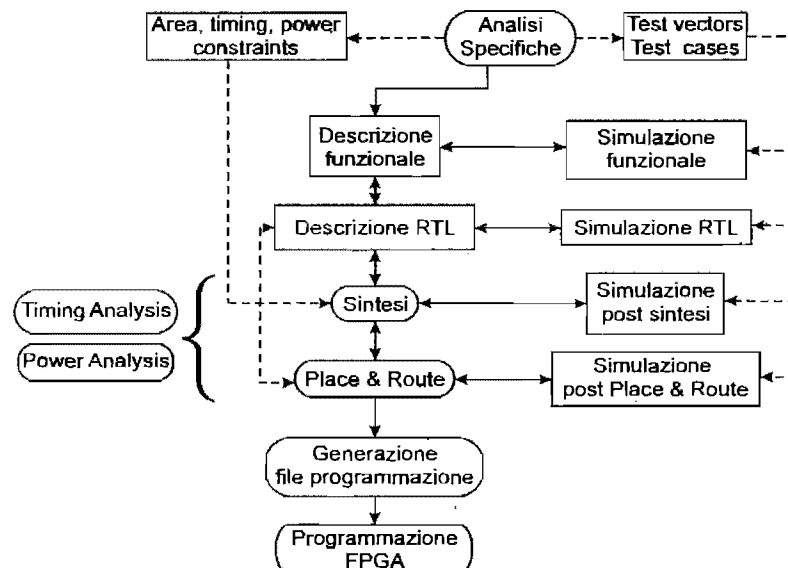 Area, timing, power
constraints
Analisi
Specifiche
Test vectors
Test cases
Descrizione
funzionale
Simulazione
funzionale
Descrizione RTL
Simulazione RTL
Timing Analysis
Power Analysis
Sintesi
Simulazione
post sintesi
Place & Route
Simulazione
post Place & Route
Generazione
file programmazione
Programmazione
FPGA